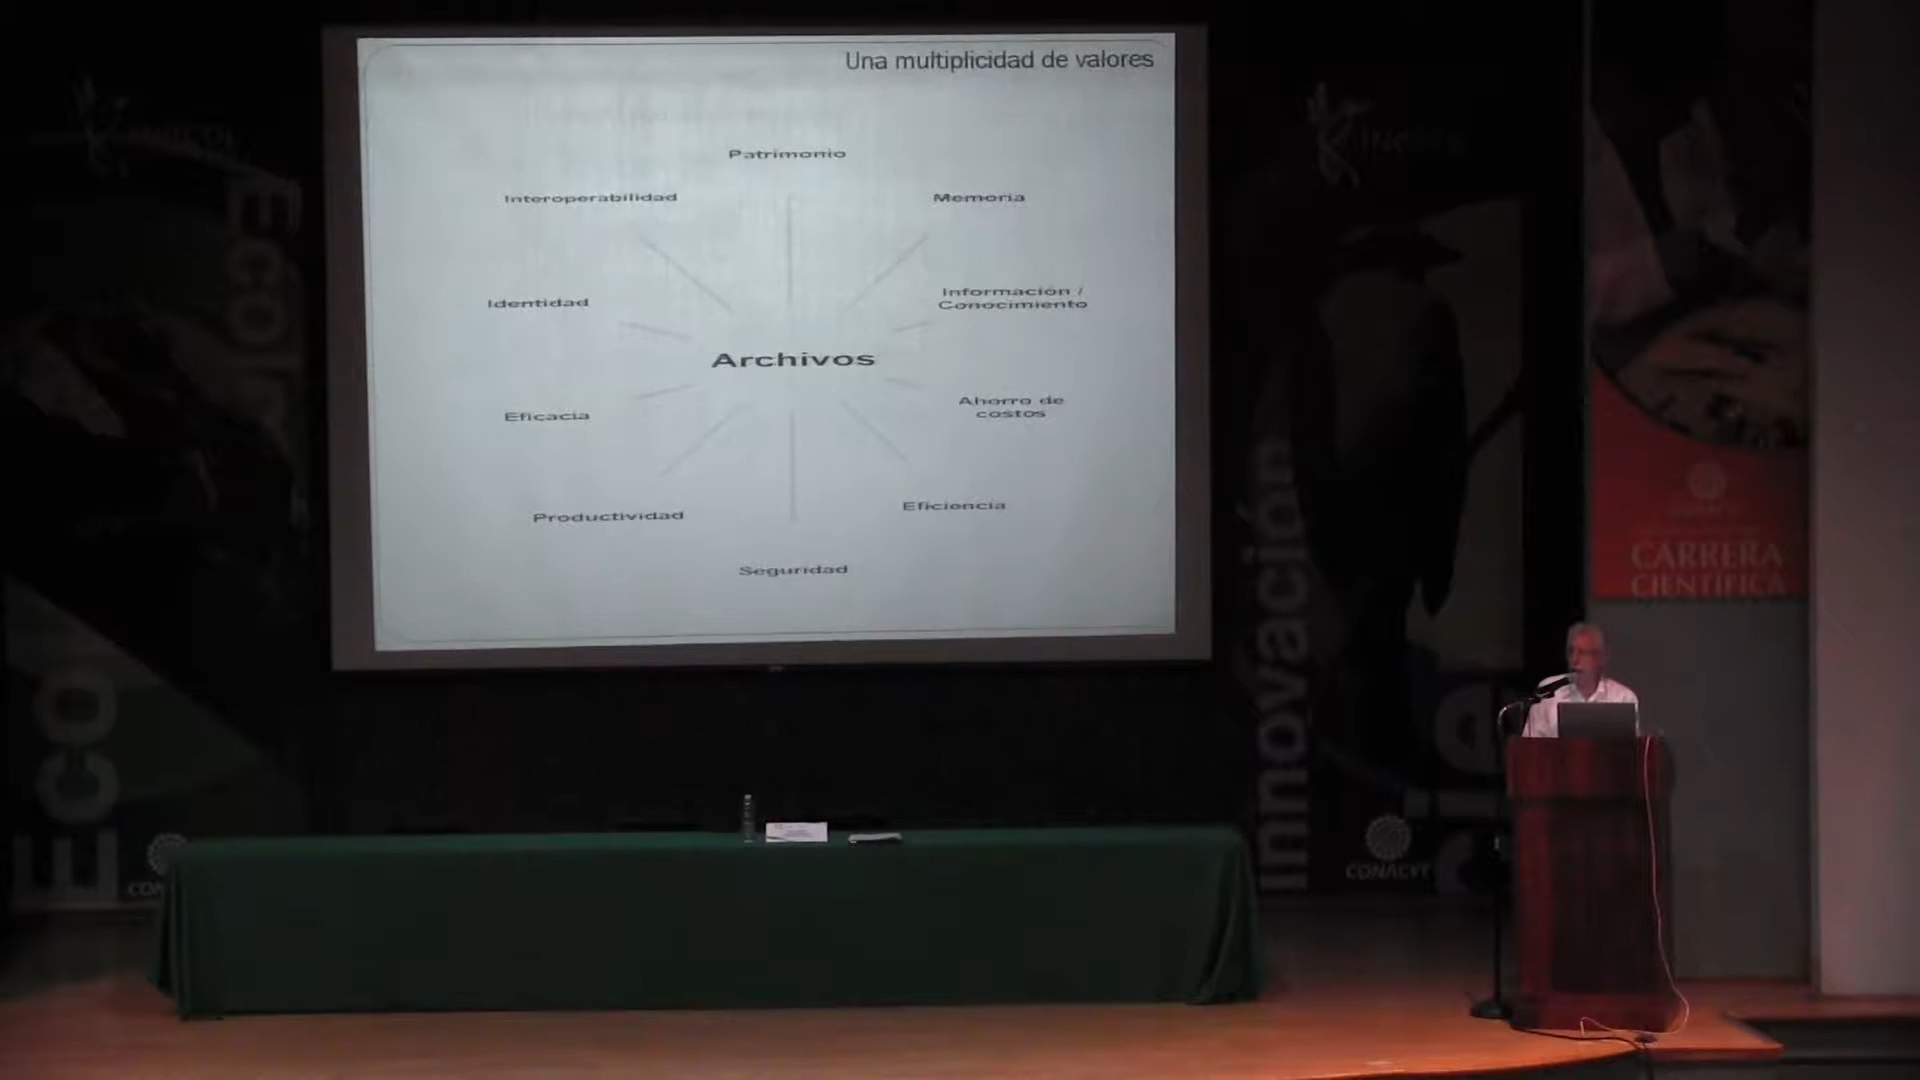 Una multiplicidad de valores
Patrimonio
Interoperabilidad
Memoria
Identidad
Información /
Conocimiento
Archivos
Eficacia
Ahorro de
costos
Productividad
Eficiencia
Seguridad
Eco
innovación
CONACYT
CARRERA
CIENTÍFICA